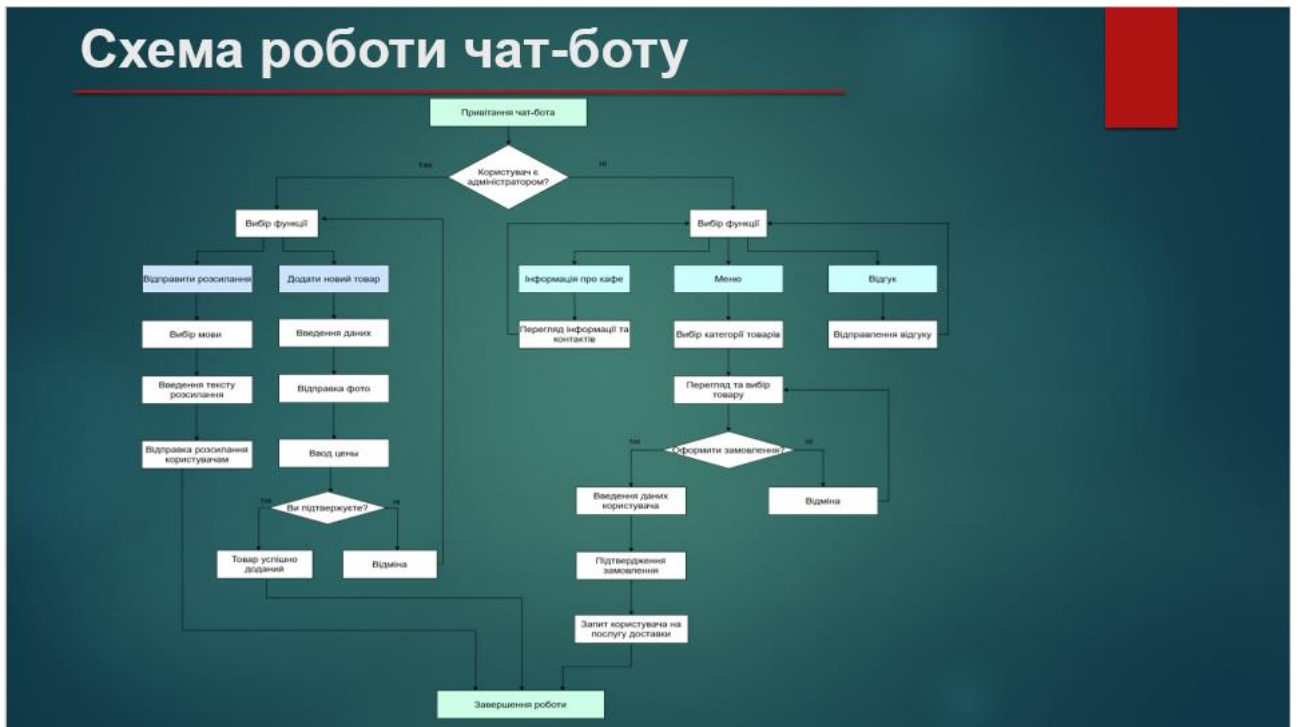 Схема роботи чат-боту
Привітання чат-бота
Користувач є
адміністратором?
ТАК
НІ
Вибір функції
Відправити розсилання
Додати новий товар
Вибір мови
Введення даних
Введення тексту
розсилання
Відправка фото
Відправка розсилання
користувачам
Ввод цены
Ви підтвержуєте?
ТАК
НІ
Товар успішно
доданий
Відміна
Вибір функції
Інформація про кафе
Меню
Відгук
Перегляд інформації та
контактів
Вибір категорії товарів
Відправлення відгуку
Перегляд та вибір
товару
Оформити замовлення?
ТАК
НІ
Введення даних
користувача
Відміна
Підтвердження
замовлення
Запит користувача на
послугу доставки
Завершення роботи